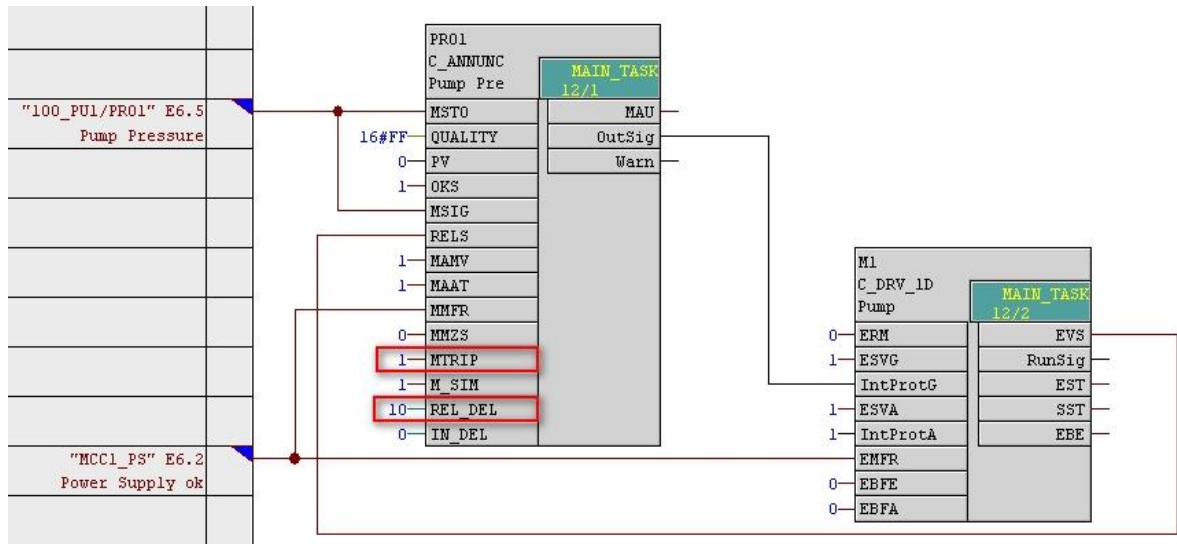 PRO1
C_ANNUNC
Pump Pre
MAIN_TASK
12/1
"100_PU1/PRO1" E6.5
Pump Pressure
MSTO MAU
16#FF QUALITY OutSig
0 PV Warn
1 OKS
MSIG
RELS
1 MAMV
1 MAAT
MMFR
0 MMZS
1 MTRIP
1 M_SIM
10 REL_DEL
0 IN_DEL
"MCC1_PS" E6.2
Power Supply ok
M1
C_DRV_1D
Pump
MAIN_TASK
12/2
0 ERM EVS
1 ESVG RunSig
IntProtG EST
1 ESVA SST
1 IntProtA EBE
EMFR
0 EBFE
0 EBFA